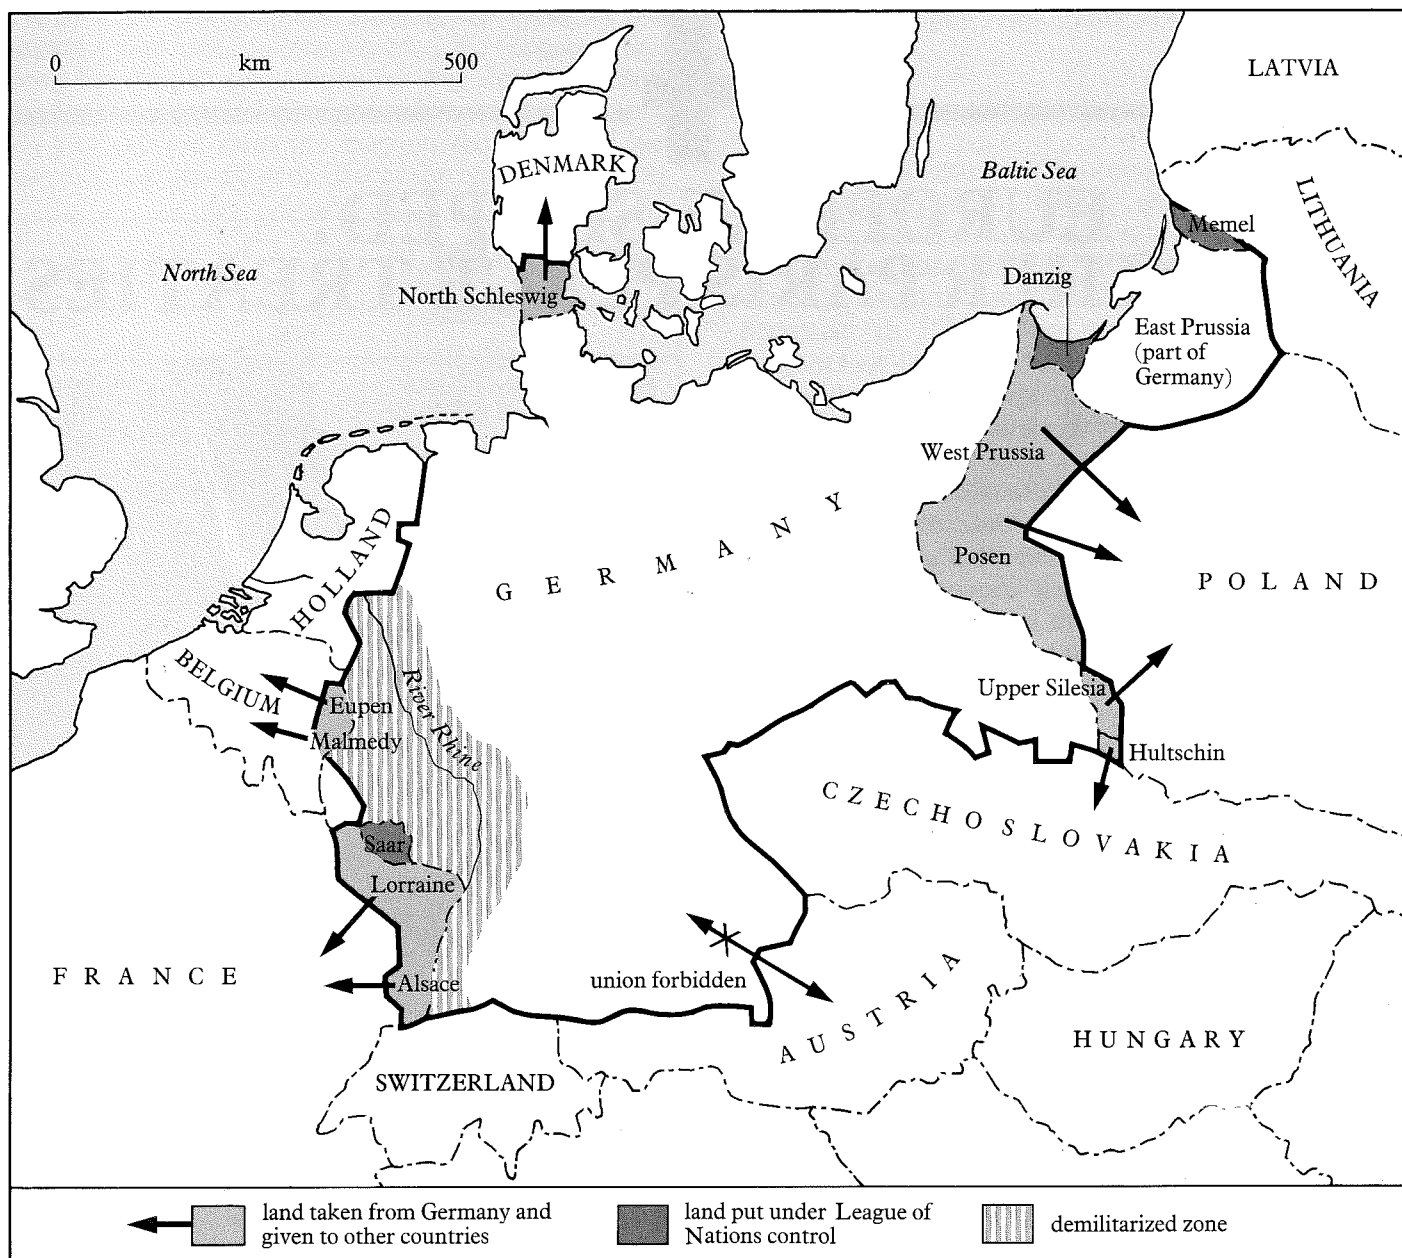 0 km 500
LATVIA
DENMARK
Baltic Sea
LITHUANIA
Memel
North Sea
Danzig
North Schleswig
East Prussia
(part of
Germany)
West Prussia
GERMANY
HOLLAND
Posen
POLAND
BELGIUM
River Rhine
Upper Silesia
Eupen
Malmedy
Hultschin
CZECHOSLOVAKIA
Saar
Lorraine
FRANCE
Alsace
union forbidden
AUSTRIA
HUNGARY
SWITZERLAND
land taken from Germany and
given to other countries
land put under League of
Nations control
demilitarized zone